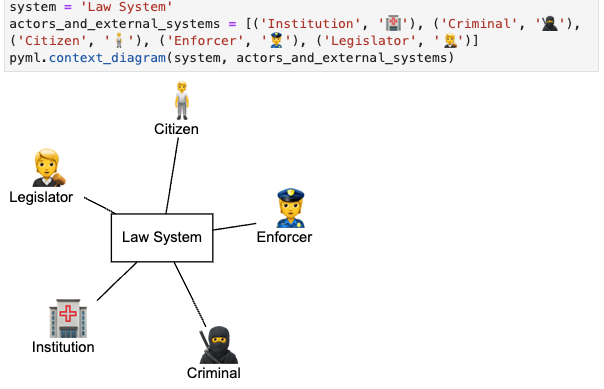 system = 'Law System'
actors_and_external_systems = [('Institution', '🏥'), ('Criminal', '🥷'),
('Citizen', '🧍'), ('Enforcer', '👮'), ('Legislator', '🧑‍⚖️')]
pyml.context_diagram(system, actors_and_external_systems)
Citizen
Legislator
Law System
Enforcer
Institution
Criminal